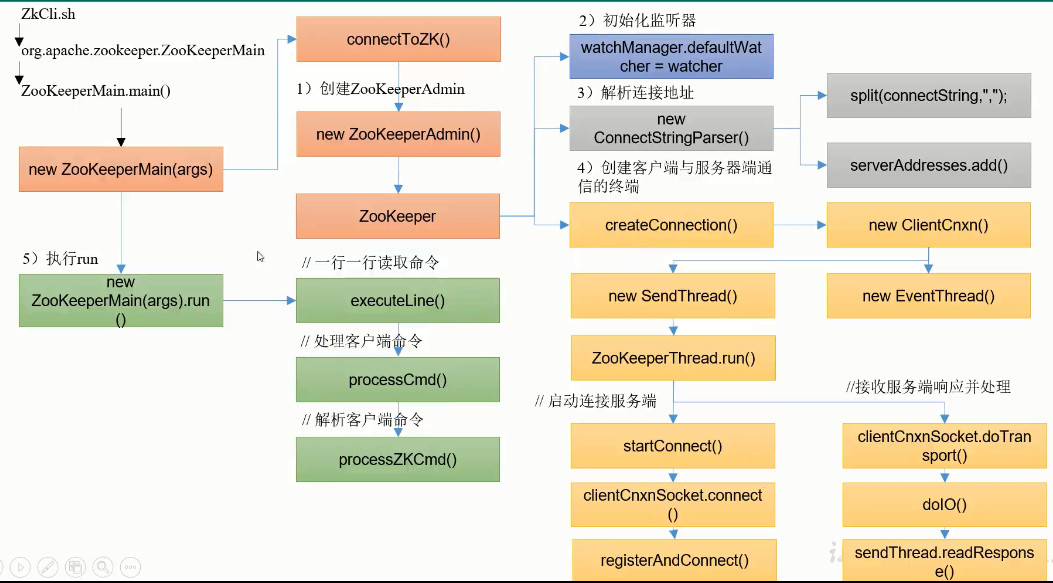 ZkCli.sh
org.apache.zookeeper.ZooKeeperMain
ZooKeeperMain.main()
new ZooKeeperMain(args)
5）执行run
new
ZooKeeperMain(args).run
()
connectToZK()
1）创建ZooKeeperAdmin
new ZooKeeperAdmin()
ZooKeeper
// 一行一行读取命令
executeLine()
// 处理客户端命令
processCmd()
// 解析客户端命令
processZKCmd()
2）初始化监听器
watchManager.defaultWat
cher = watcher
3）解析连接地址
new
ConnectStringParser()
split(connectString,",");
serverAddresses.add()
4）创建客户端与服务器端通
信的终端
createConnection()
new ClientCnxn()
new SendThread()
new EventThread()
ZooKeeperThread.run()
// 启动连接服务端
startConnect()
clientCnxnSocket.connect
()
registerAndConnect()
//接收服务端响应并处理
clientCnxnSocket.doTran
sport()
doIO()
sendThread.readRespons
e()